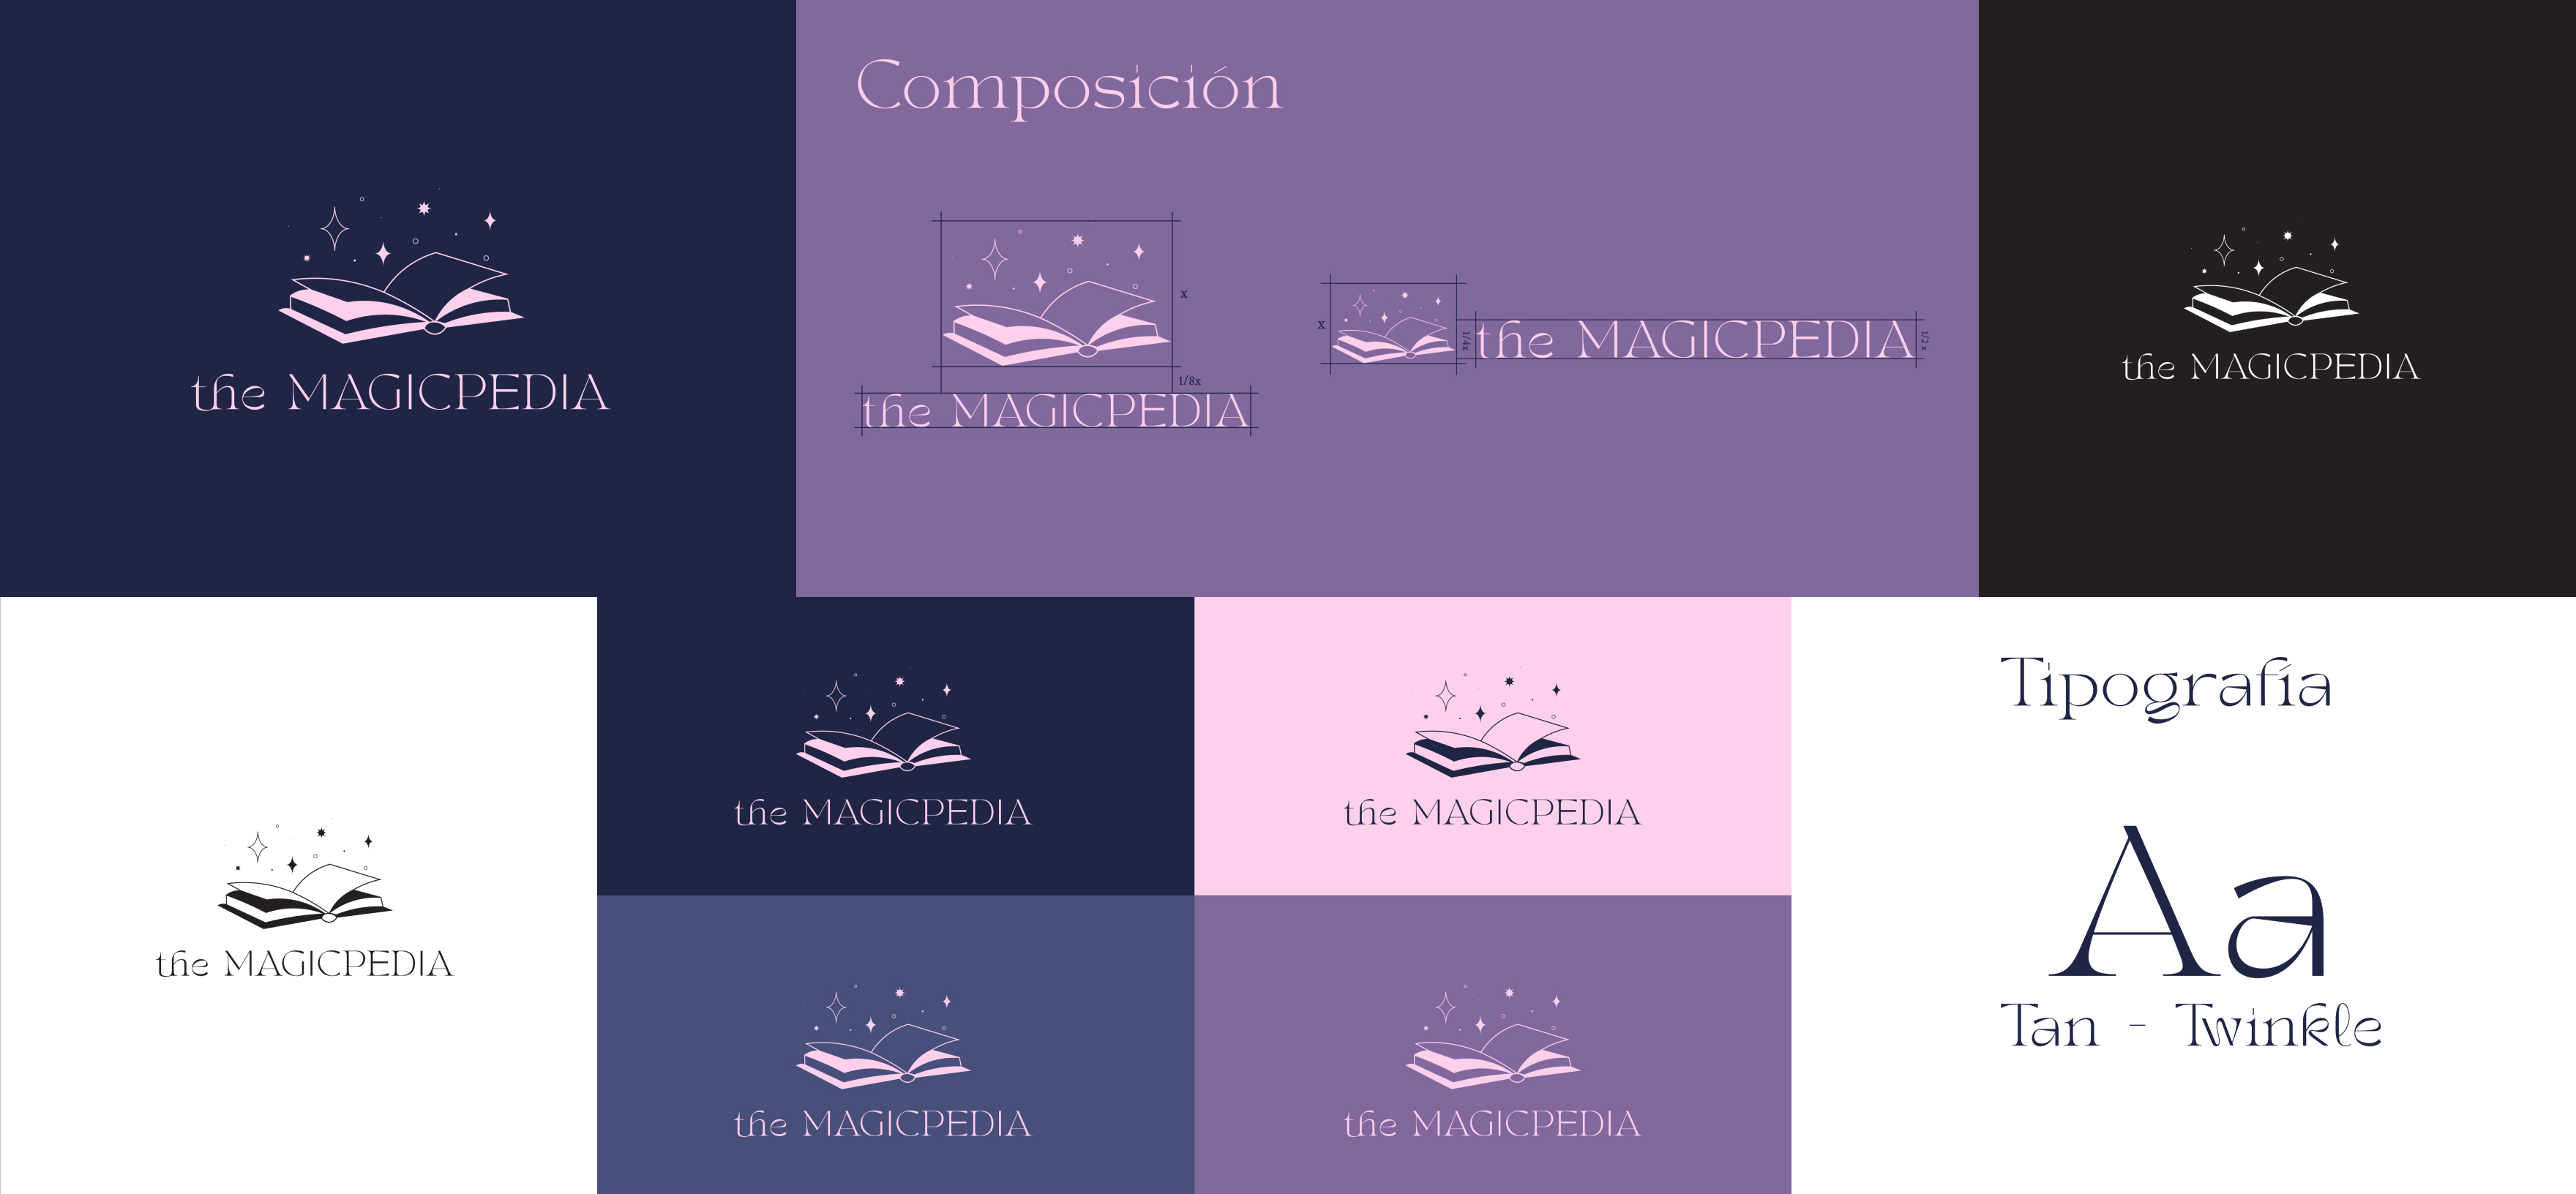 the MAGICPEDIA
Composición
x
1/8x
the MAGICPEDIA
x
1/4x
the MAGICPEDIA
1/2 x
the MAGICPEDIA
the MAGICPEDIA
the MAGICPEDIA
the MAGICPEDIA
the MAGICPEDIA
the MAGICPEDIA
Tipografía
Aa
Tan - Twinkle